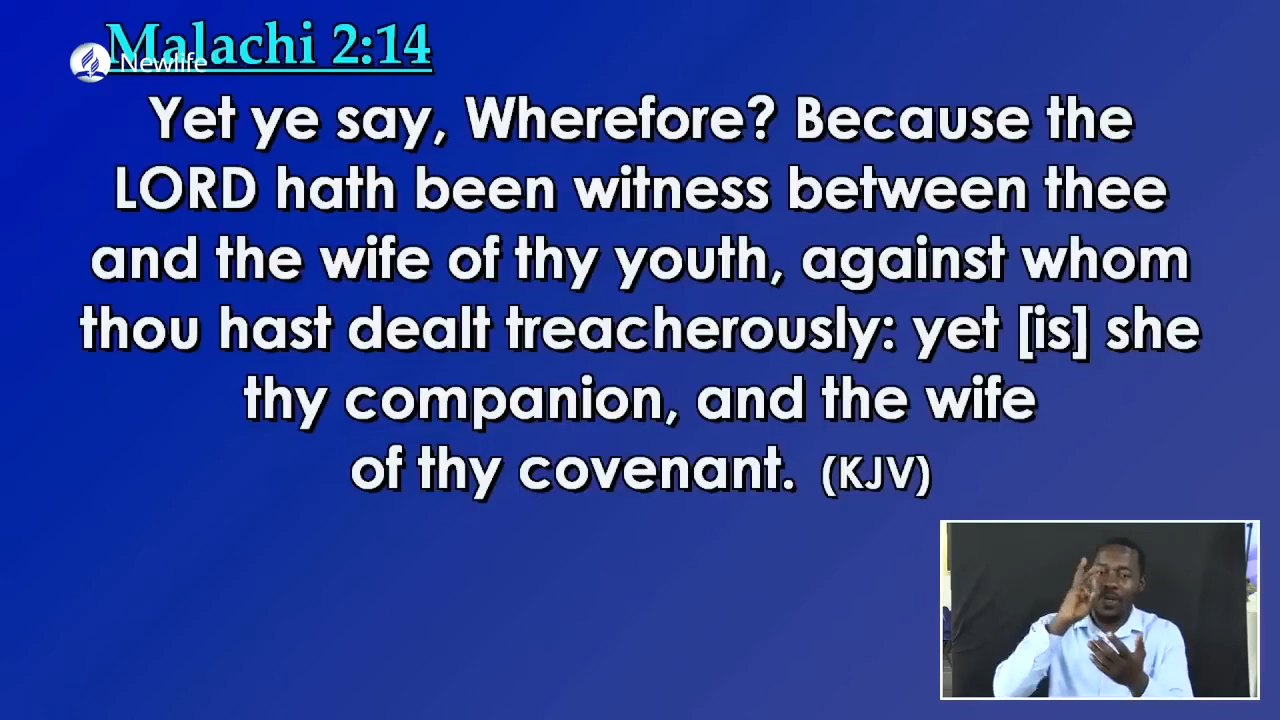 Malachi 2:14
Newlife
Yet ye say, Wherefore? Because the
LORD hath been witness between thee
and the wife of thy youth, against whom
thou hast dealt treacherously: yet [is] she
thy companion, and the wife
of thy covenant. (KJV)